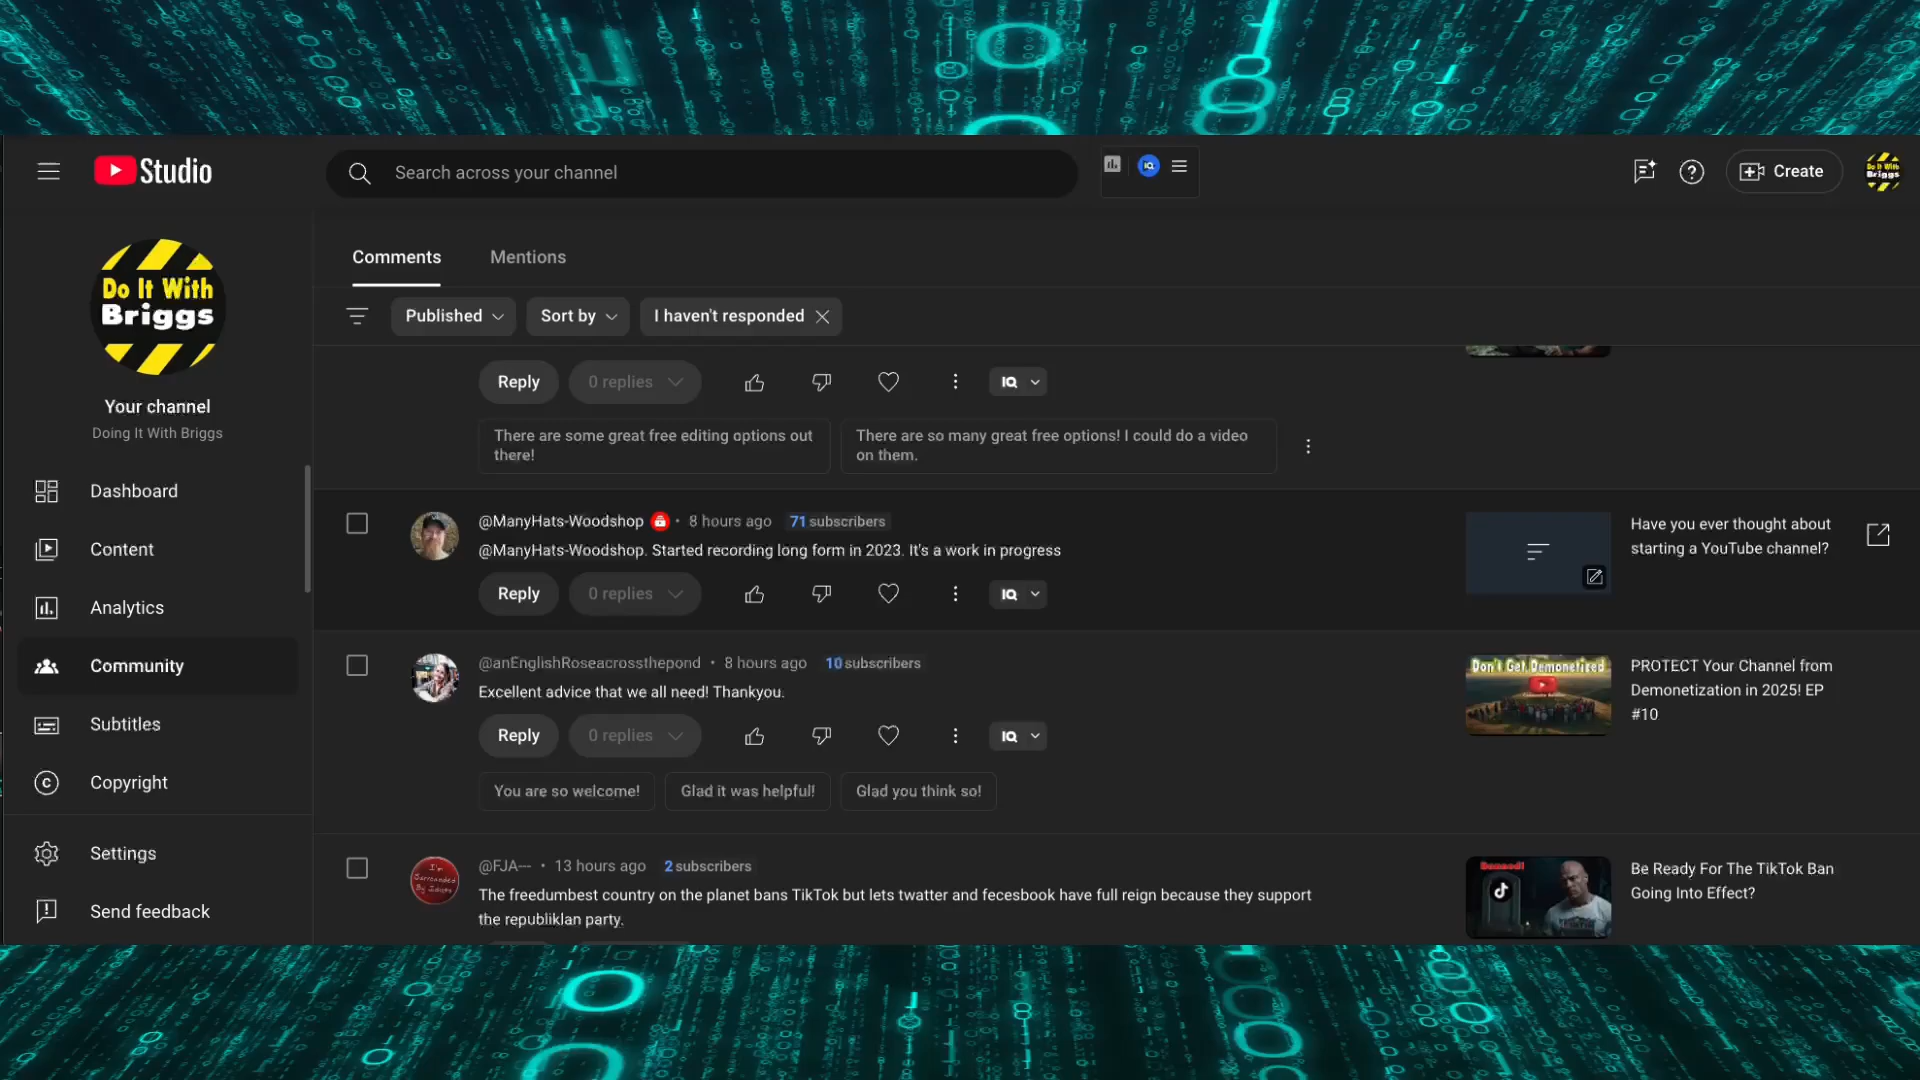 Studio
Search across your channel
Create
Do It With
Briggs
Your channel
Doing It With Briggs
Dashboard
Content
Analytics
Community
Subtitles
Copyright
Settings
Send feedback
Comments
Mentions
Published
Sort by
I haven't responded
Reply
0 replies
IQ
There are some great free editing options out
there!
There are so many great free options! I could do a video
on them.
@ManyHats-Woodshop
• 8 hours ago
71 subscribers
@ManyHats-Woodshop. Started recording long form in 2023. It's a work in progress
Reply
0 replies
IQ
Have you ever thought about
starting a YouTube channel?
@anEnglishRoseacrossthepond • 8 hours ago
10 subscribers
Excellent advice that we all need! Thankyou.
Reply
0 replies
IQ
You are so welcome!
Glad it was helpful!
Glad you think so!
Don't Get Demonetized
PROTECT Your Channel from
Demonetization in 2025! EP
#10
@FJA--- • 13 hours ago
2 subscribers
The freedumbest country on the planet bans TikTok but lets twatter and fecesbook have full reign because they support
the republiklan party.
I'm
Surrounded
By Idiots
Banned!
Be Ready For The TikTok Ban
Going Into Effect?